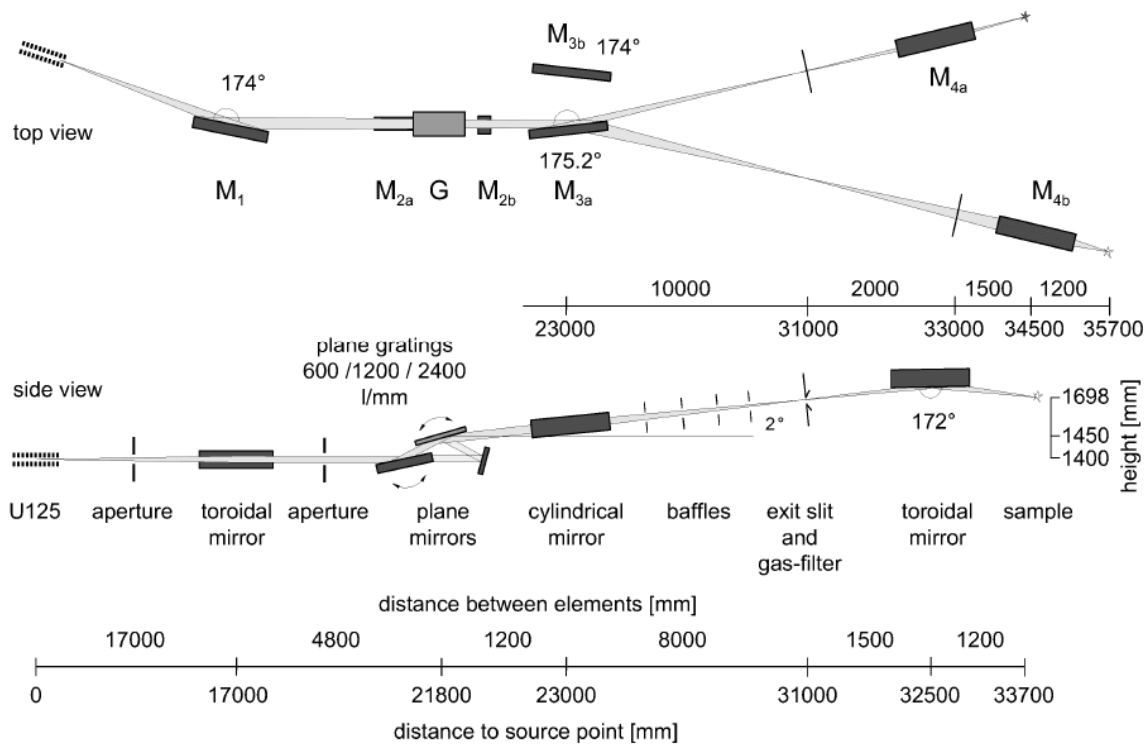 M3b
174°
174°
M4a
top view
175.2°
M1
M2a
G
M2b
M3a
M4b
10000
2000
1500
1200
23000
31000
33000
34500
35700
plane gratings
600 /1200 / 2400
l/mm
side view
2°
172°
1698
1450
1400
height [mm]
U125
aperture
toroidal
mirror
aperture
plane
mirrors
cylindrical
mirror
baffles
exit slit
and
gas-filter
toroidal
mirror
sample
distance between elements [mm]
17000
4800
1200
8000
1500
1200
0
17000
21800
23000
31000
32500
33700
distance to source point [mm]